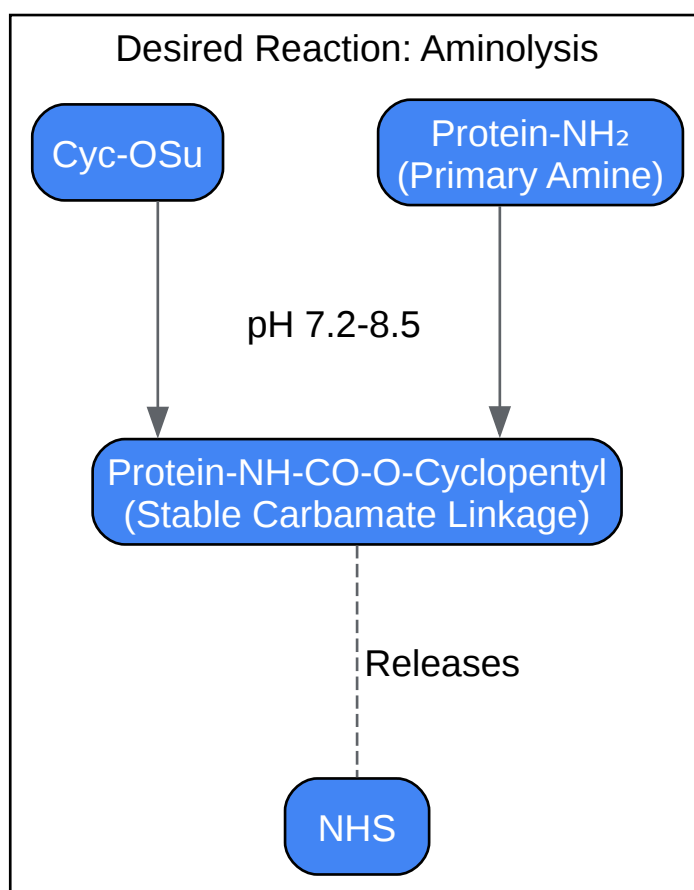 Desired Reaction: Aminolysis
Cyc-OSu
Protein-NH₂
(Primary Amine)
pH 7.2-8.5
Protein-NH-CO-O-Cyclopentyl
(Stable Carbamate Linkage)
Releases
NHS